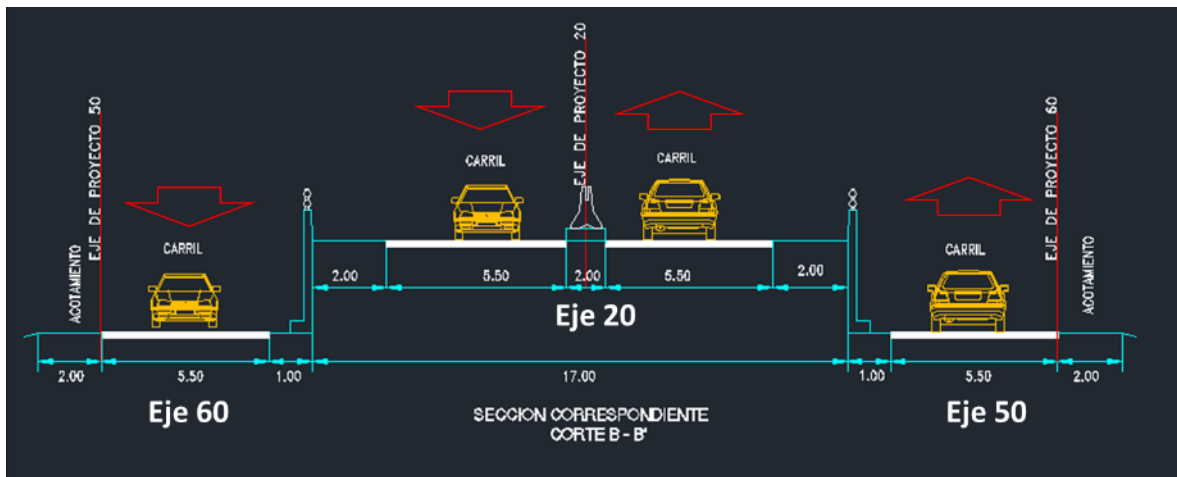 EJE DE PROYECTO 50
EJE DE PROYECTO 20
EJE DE PROYECTO 60
CARRIL
CARRIL
CARRIL
CARRIL
ACOTAMIENTO
ACOTAMIENTO
2.00
5.50
2.00
5.50
2.00
Eje 20
2.00
5.50
1.00
17.00
1.00
5.50
2.00
Eje 60
Eje 50
SECCION CORRESPONDIENTE
CORTE B - B'